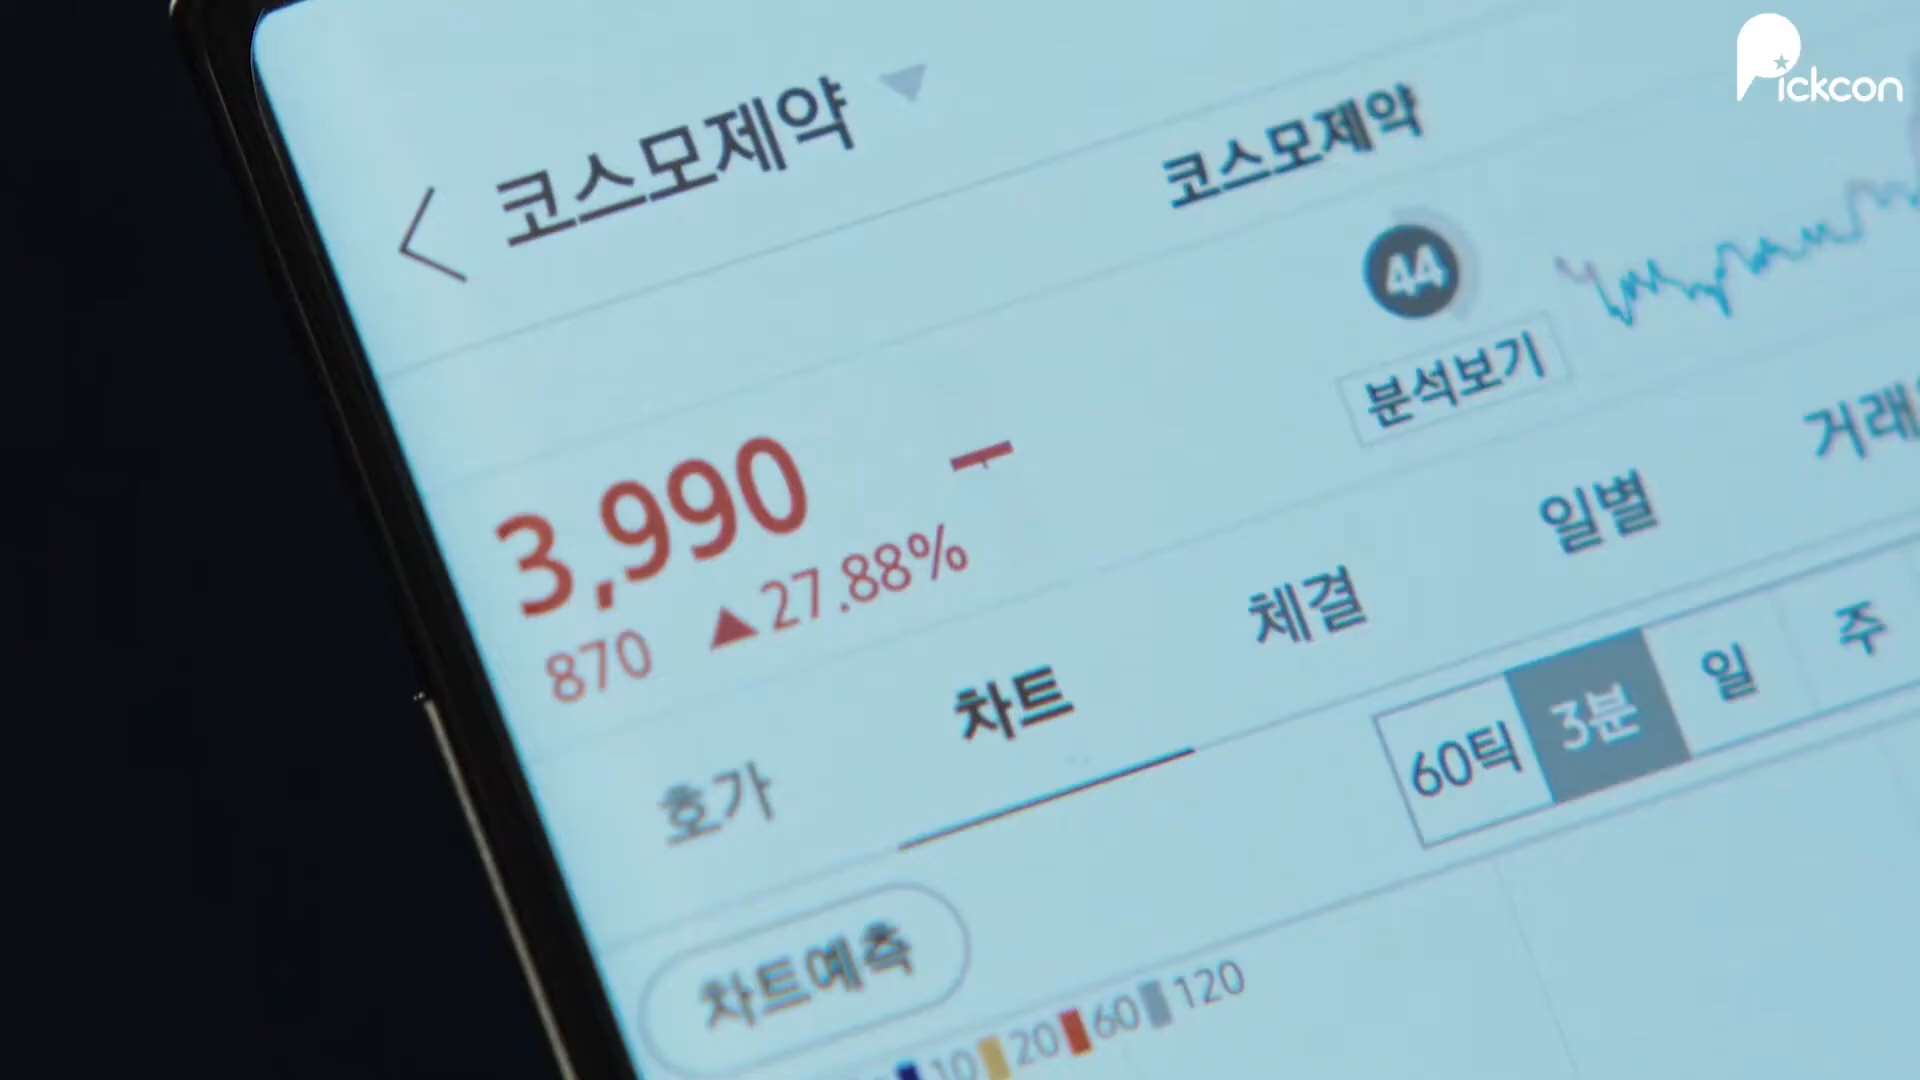 Pickcon
코스모제약
코스모제약
44
분석보기
3,990
870 ▲27.88%
호가 차트 체결 일별
60틱 3분 일 주
차트예측
10 20 60 120